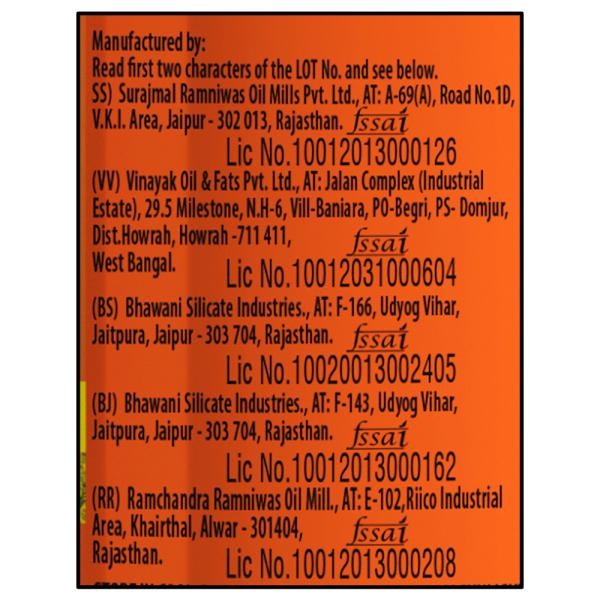 Manufactured by:
Read first two characters of the LOT No. and see below.
SS) Surajmal Ramniwas Oil Mills Pvt. Ltd., AT: A-69(A), Road No.1D,
V.K.I. Area, Jaipur - 302 013, Rajasthan. fssai
Lic No.10012013000126
(VV) Vinayak Oil & Fats Pvt. Ltd., AT: Jalan Complex (Industrial
Estate), 29.5 Milestone, N.H-6, Vill-Baniara, PO-Begri, PS- Domjur,
Dist.Howrah, Howrah -711 411,
fssai
West Bangal.
Lic No.10012031000604
(BS) Bhawani Silicate Industries., AT: F-166, Udyog Vihar,
Jaitpura, Jaipur - 303 704, Rajasthan. fssai
Lic No.10020013002405
(BJ) Bhawani Silicate Industries., AT: F-143, Udyog Vihar,
Jaitpura, Jaipur - 303 704, Rajasthan. fssai
Lic No.10012013000162
(RR) Ramchandra Ramniwas Oil Mill., AT: E-102,Riico Industrial
Area, Khairthal, Alwar - 301404, fssai
Rajasthan.
Lic No.10012013000208